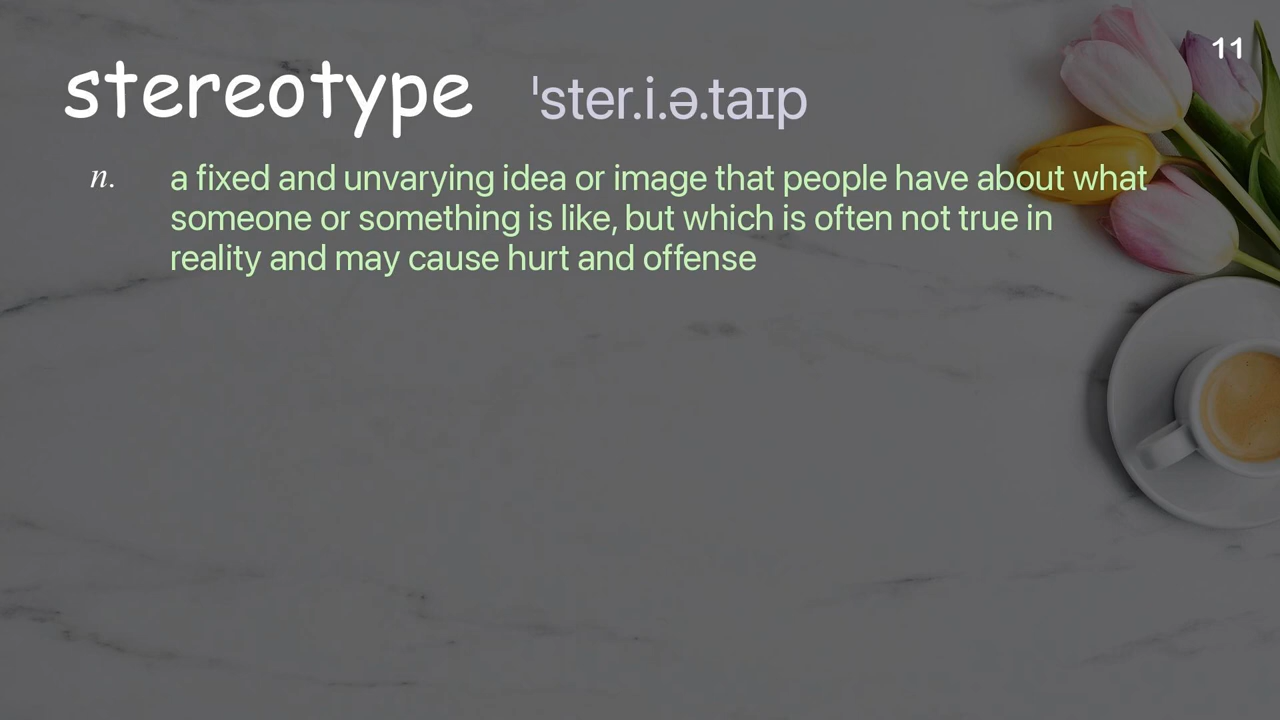 11
stereotype ˈster.i.ə.taɪp
n. a fixed and unvarying idea or image that people have about what
someone or something is like, but which is often not true in
reality and may cause hurt and offense